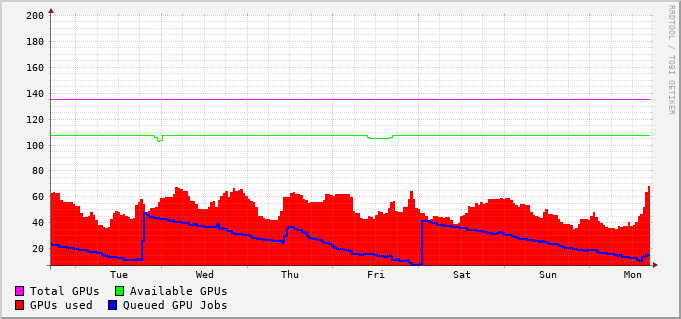 200
180
160
140
120
100
80
60
40
20
Tue Wed Thu Fri Sat Sun Mon
Total GPUs Available GPUs
GPUs used Queued GPU Jobs
RRDTOOL / TOBI OETIKER